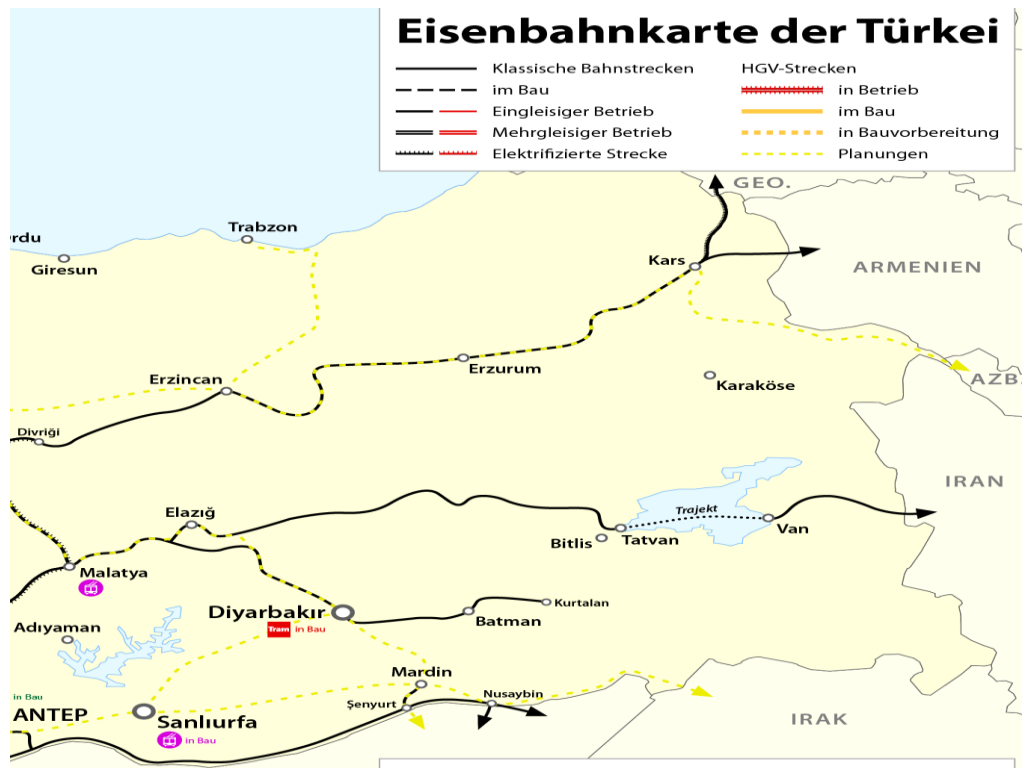 Eisenbahnkarte der Türkei
Klassische Bahnstrecken
HGV-Strecken
im Bau
in Betrieb
Eingleisiger Betrieb
im Bau
Mehrgleisiger Betrieb
in Bauvorbereitung
Elektrifizierte Strecke
Planungen
GEO.
Trabzon
rdu
Giresun
Kars
ARMENIEN
Erzincan
Erzurum
Karaköse
AZB
Divriği
IRAN
Elazığ
Trajekt
Van
Bitlis
Tatvan
Malatya
Kurtalan
Diyarbakır
Batman
Tram in Bau
Adıyaman
Mardin
in Bau
Nusaybin
Şenyurt
ANTEP
Sanlıurfa
IRAK
in Bau